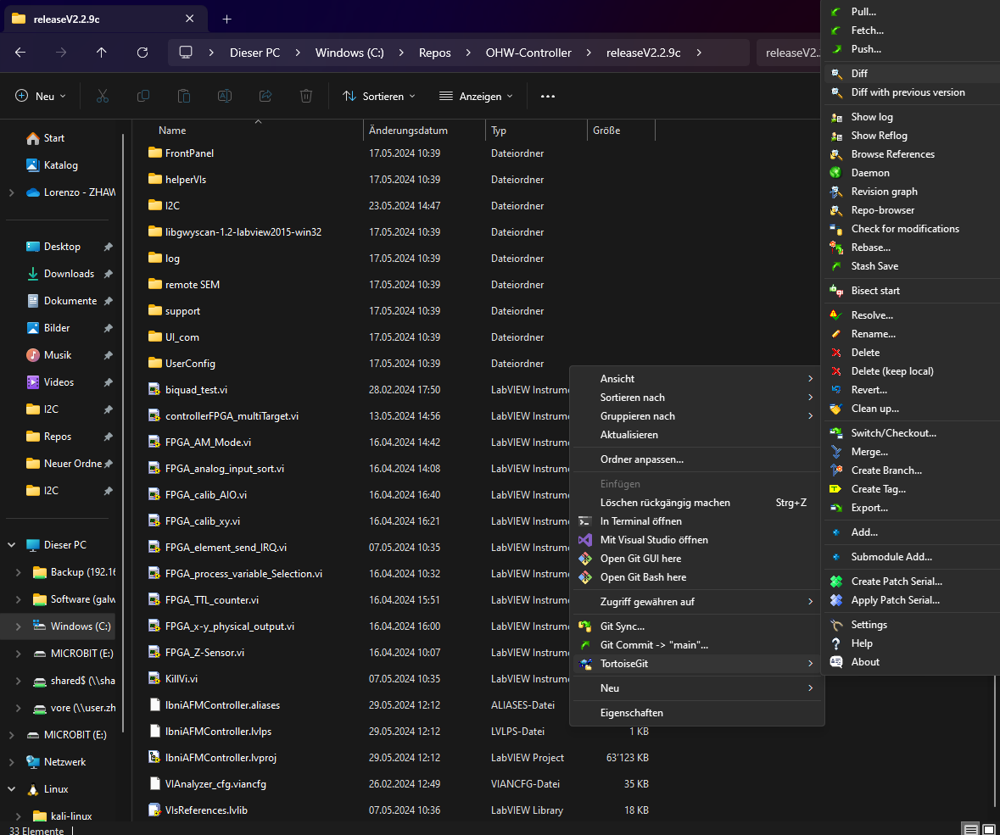 releaseV2.2.9c
Dieser PC
Windows (C:)
Repos
OHW-Controller
releaseV2.2.9c
releaseV2.
Neu
Sortieren
Anzeigen
Start
Katalog
Lorenzo - ZHAW
Desktop
Downloads
Dokumente
Bilder
Musik
Videos
I2C
Repos
Neuer Ordne
I2C
Dieser PC
Backup (192.16
Software (galw
Windows (C:)
MICROBIT (E:)
shared$ (\\sha
vore (\\user.zh
MICROBIT (E:)
Netzwerk
Linux
kali-linux
Name Änderungsdatum Typ Größe
FrontPanel 17.05.2024 10:39 Dateiordner
helperVIs 17.05.2024 10:39 Dateiordner
I2C 23.05.2024 14:47 Dateiordner
libgwyscan-1.2-labview2015-win32 17.05.2024 10:39 Dateiordner
log 17.05.2024 10:39 Dateiordner
remote SEM 17.05.2024 10:39 Dateiordner
support 17.05.2024 10:39 Dateiordner
UI_com 17.05.2024 10:39 Dateiordner
UserConfig 17.05.2024 10:39 Dateiordner
biquad_test.vi 28.02.2024 17:50 LabVIEW Instrume
controllerFPGA_multiTarget.vi 13.05.2024 14:56 LabVIEW Instrume
FPGA_AM_Mode.vi 16.04.2024 14:42 LabVIEW Instrume
FPGA_analog_input_sort.vi 16.04.2024 14:08 LabVIEW Instrume
FPGA_calib_AIO.vi 16.04.2024 16:40 LabVIEW Instrume
FPGA_calib_xy.vi 16.04.2024 16:21 LabVIEW Instrume
FPGA_element_send_IRQ.vi 07.05.2024 10:35 LabVIEW Instrume
FPGA_process_variable_Selection.vi 16.04.2024 10:32 LabVIEW Instrume
FPGA_TTL_counter.vi 16.04.2024 15:51 LabVIEW Instrume
FPGA_x-y_physical_output.vi 16.04.2024 16:00 LabVIEW Instrume
FPGA_Z-Sensor.vi 16.04.2024 10:07 LabVIEW Instrume
KillVi.vi 07.05.2024 10:35 LabVIEW Instrume
lbniAFMController.aliases 29.05.2024 12:12 ALIASES-Datei
lbniAFMController.lvlps 29.05.2024 12:12 LVLPS-Datei 1 KB
lbniAFMController.lvproj 29.05.2024 12:12 LabVIEW Project 63'123 KB
VIAnalyzer_cfg.viancfg 26.02.2024 12:49 VIANCFG-Datei 35 KB
VIsReferences.lvlib 07.05.2024 10:36 LabVIEW Library 18 KB
33 Elemente
Ansicht
Sortieren nach
Gruppieren nach
Aktualisieren
Ordner anpassen...
Einfügen
Löschen rückgängig machen Strg+Z
In Terminal öffnen
Mit Visual Studio öffnen
Open Git GUI here
Open Git Bash here
Zugriff gewähren auf
Git Sync...
Git Commit -> "main"...
TortoiseGit
Neu
Eigenschaften
Pull...
Fetch...
Push...
Diff
Diff with previous version
Show log
Show Reflog
Browse References
Daemon
Revision graph
Repo-browser
Check for modifications
Rebase...
Stash Save
Bisect start
Resolve...
Rename...
Delete
Delete (keep local)
Revert...
Clean up...
Switch/Checkout...
Merge...
Create Branch...
Create Tag...
Export...
Add...
Submodule Add...
Create Patch Serial...
Apply Patch Serial...
Settings
Help
About